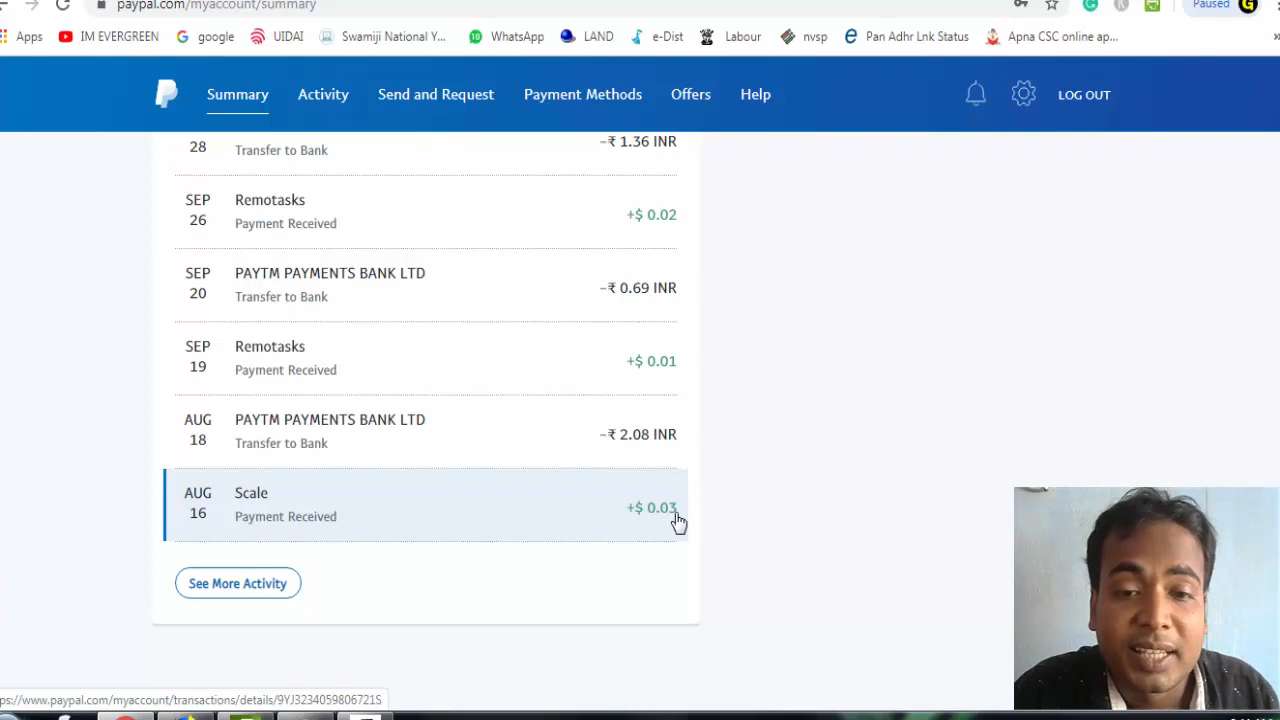 paypal.com/myaccount/summary
Paused
G
Apps
IM EVERGREEN
google
UIDAI
Swamiji National Y...
WhatsApp
LAND
e-Dist
Labour
nvsp
Pan Adhr Lnk Status
Apna CSC online ap...
»
Summary
Activity
Send and Request
Payment Methods
Offers
Help
LOG OUT
28
Transfer to Bank
−₹ 1.36 INR
SEP
26
Remotasks
Payment Received
+$ 0.02
SEP
20
PAYTM PAYMENTS BANK LTD
Transfer to Bank
−₹ 0.69 INR
SEP
19
Remotasks
Payment Received
+$ 0.01
AUG
18
PAYTM PAYMENTS BANK LTD
Transfer to Bank
−₹ 2.08 INR
AUG
16
Scale
Payment Received
+$ 0.03
See More Activity
ps://www.paypal.com/myaccount/transactions/details/9YJ3234059806721S